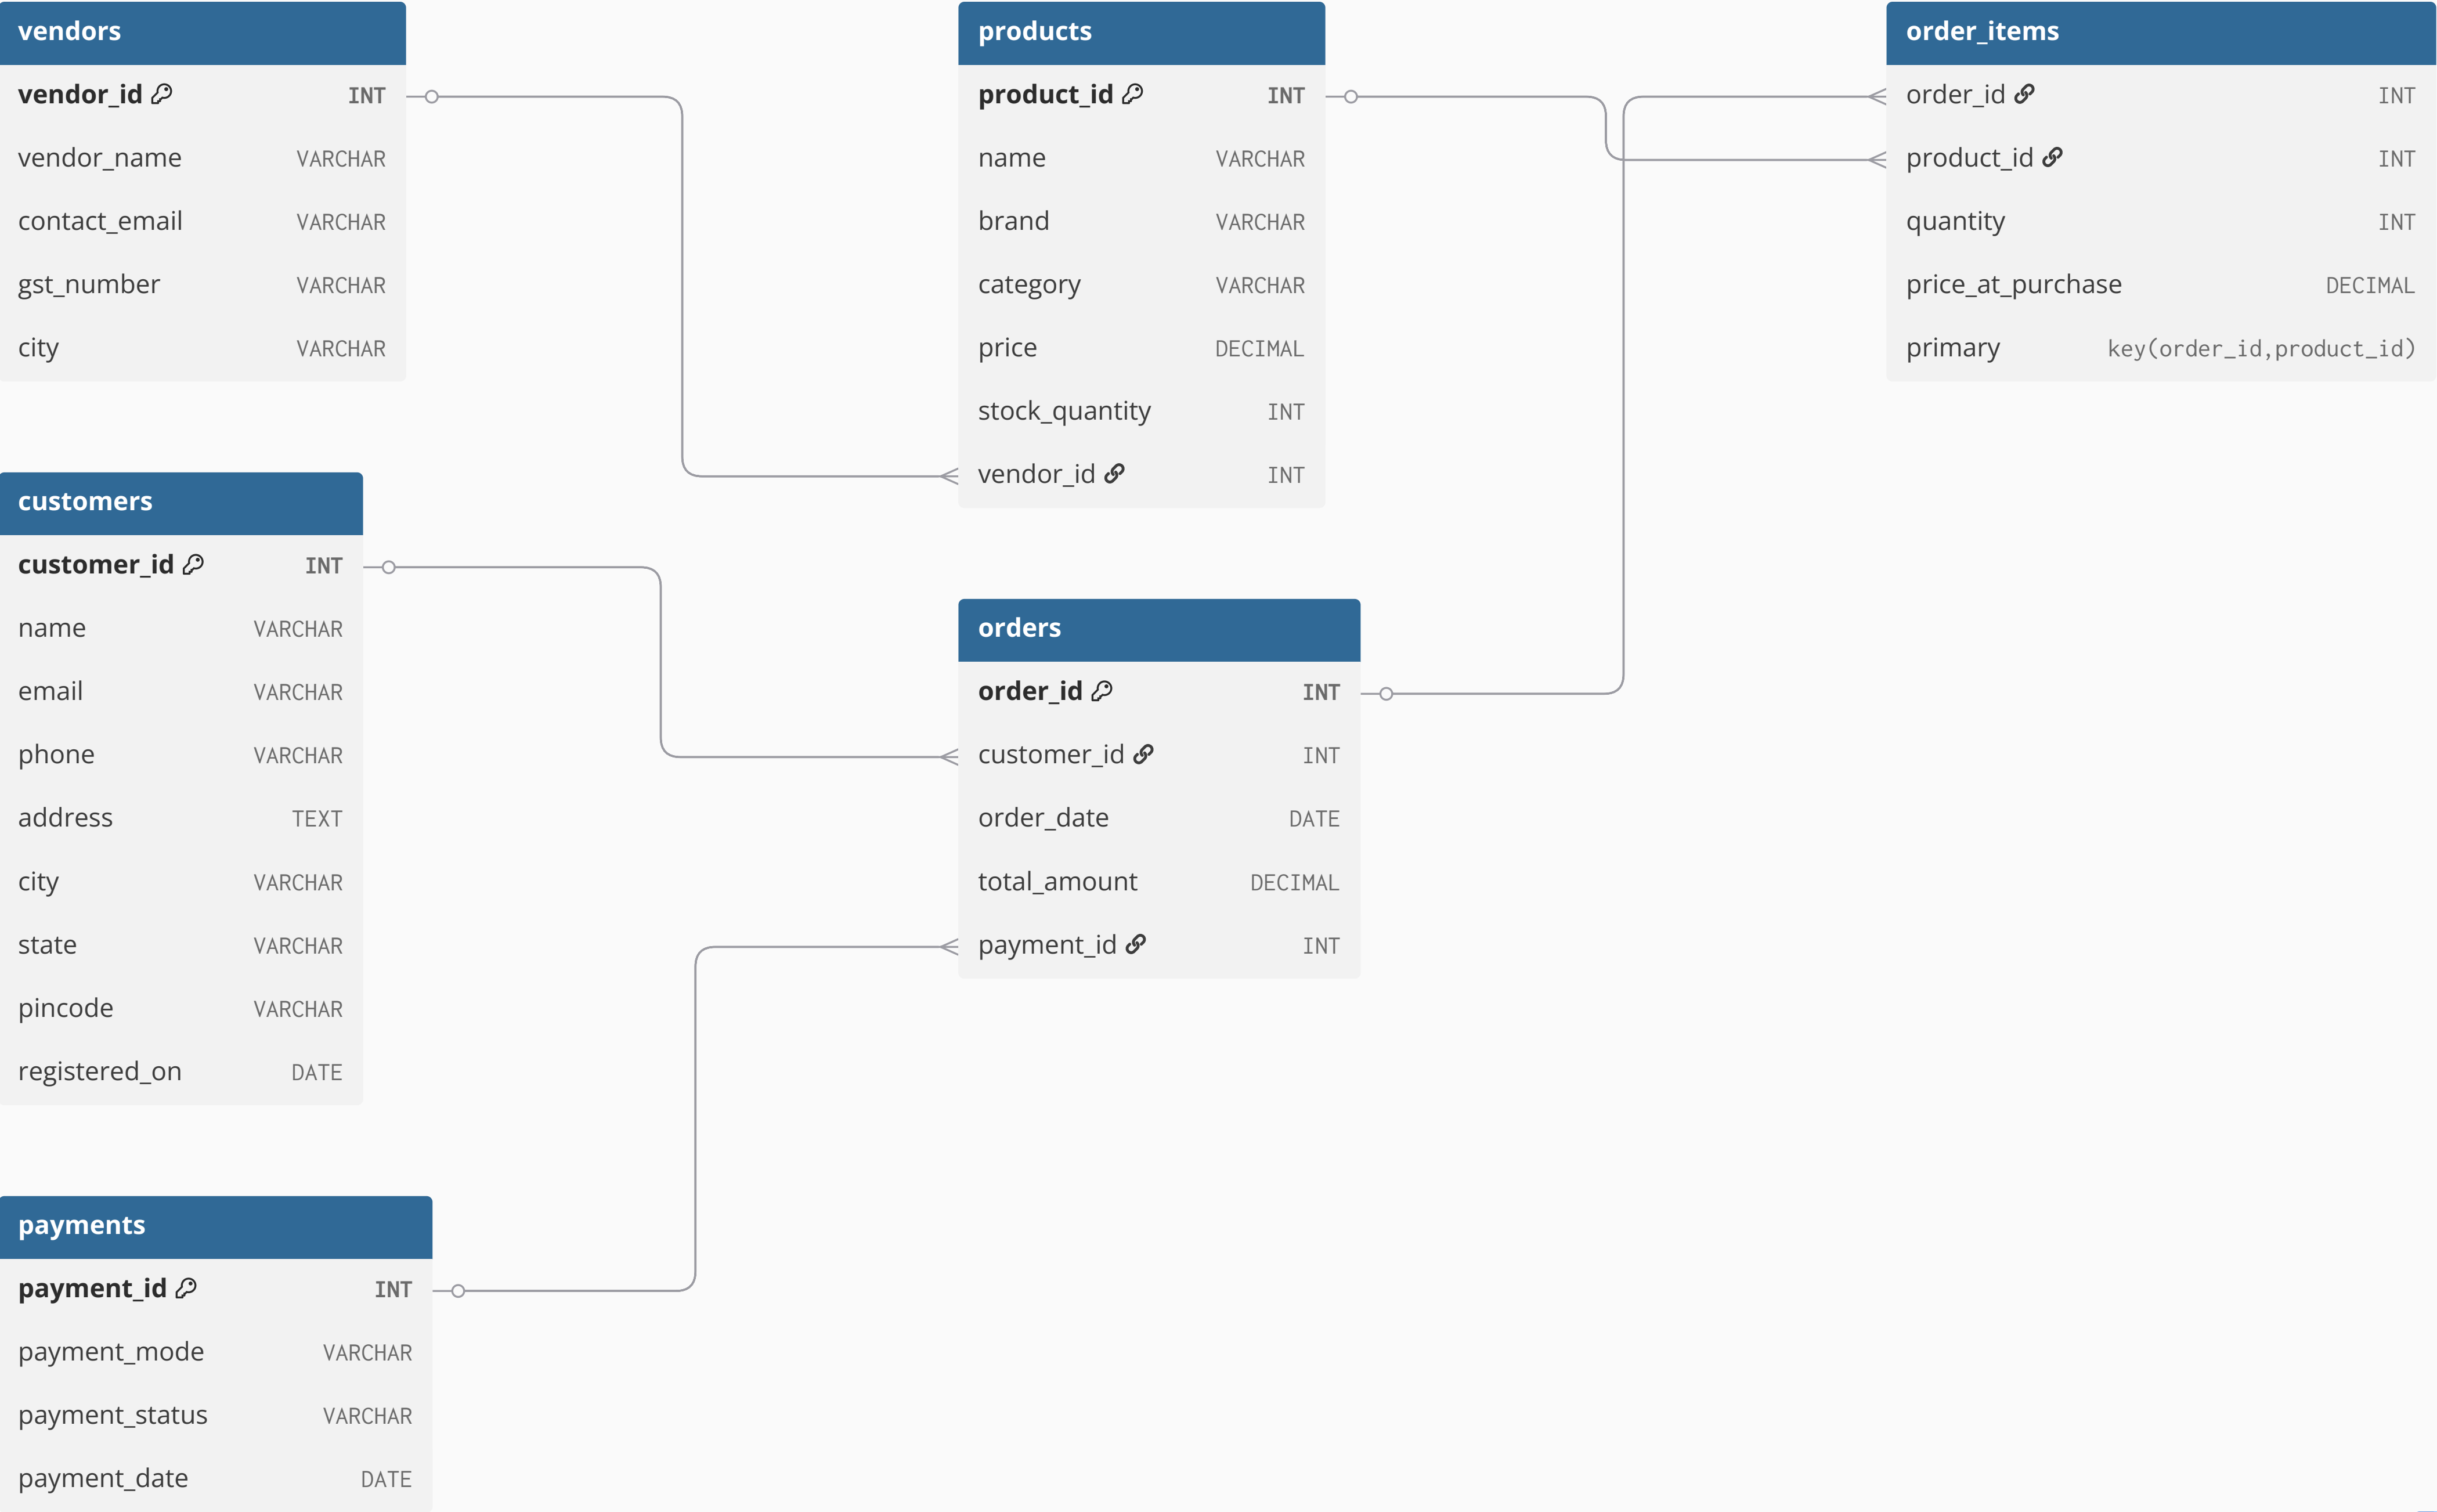 vendors
vendor_id INT
vendor_name VARCHAR
contact_email VARCHAR
gst_number VARCHAR
city VARCHAR
products
product_id INT
name VARCHAR
brand VARCHAR
category VARCHAR
price DECIMAL
stock_quantity INT
vendor_id INT
order_items
order_id INT
product_id INT
quantity INT
price_at_purchase DECIMAL
primary key(order_id,product_id)
customers
customer_id INT
name VARCHAR
email VARCHAR
phone VARCHAR
address TEXT
city VARCHAR
state VARCHAR
pincode VARCHAR
registered_on DATE
orders
order_id INT
customer_id INT
order_date DATE
total_amount DECIMAL
payment_id INT
payments
payment_id INT
payment_mode VARCHAR
payment_status VARCHAR
payment_date DATE